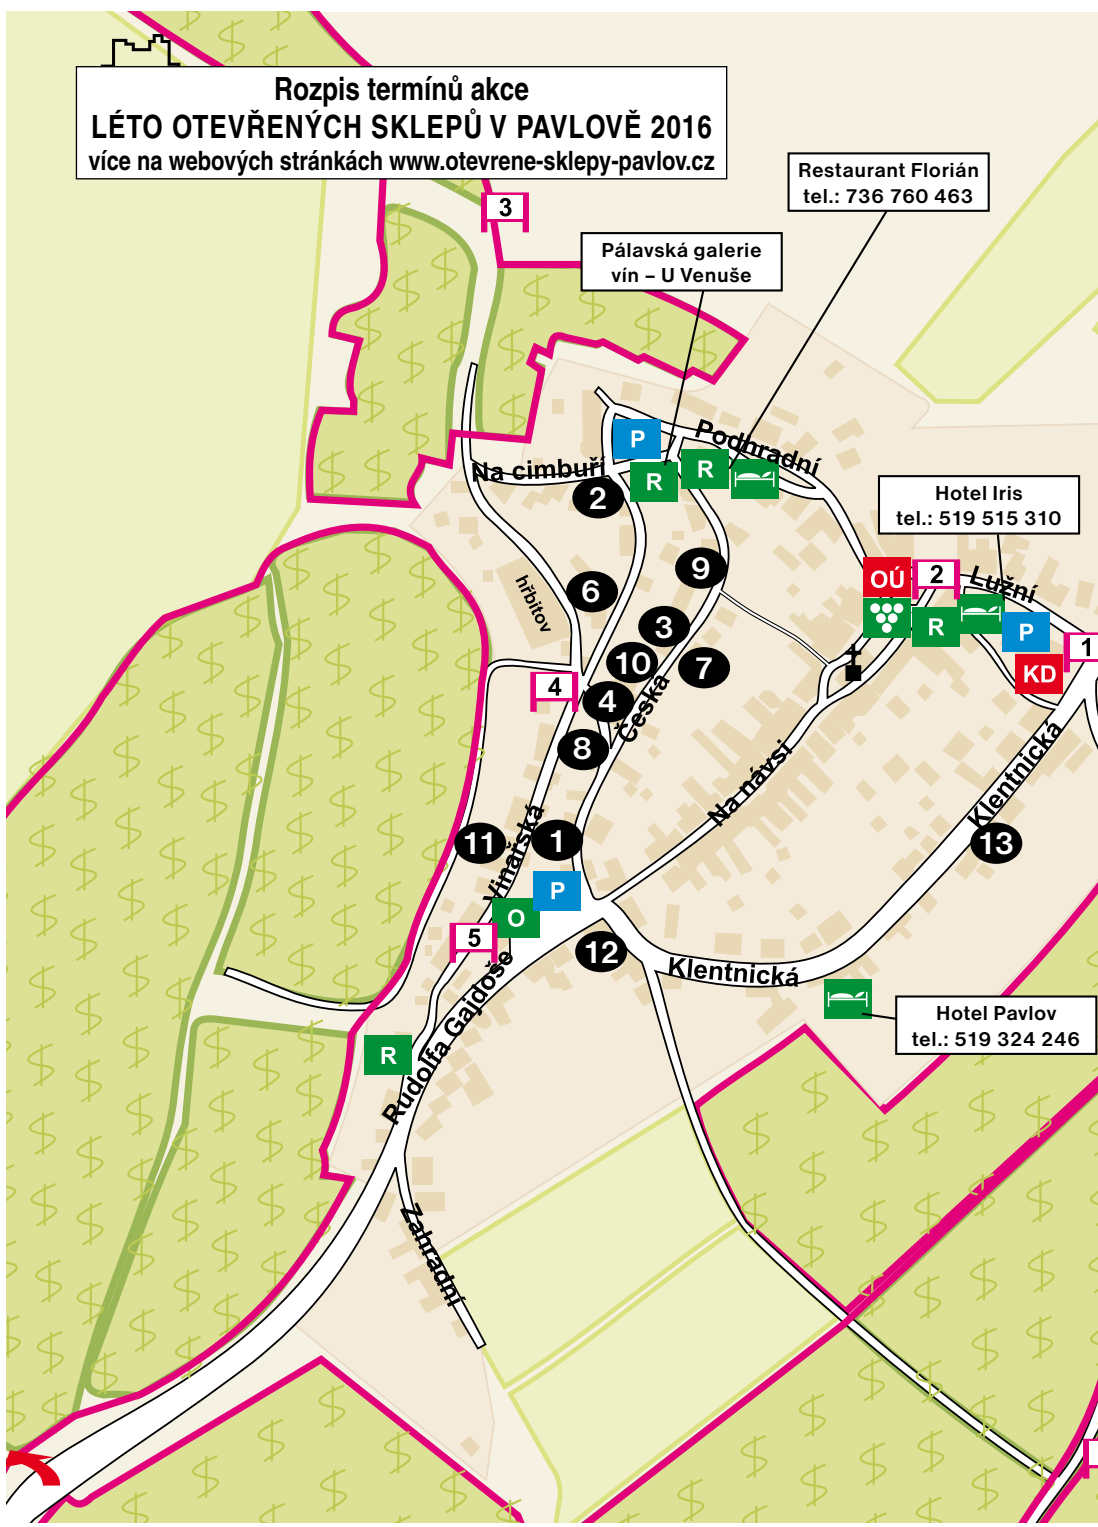 Rozpis termínů akce
LÉTO OTEVŘENÝCH SKLEPŮ V PAVLOVĚ 2016
více na webových stránkách www.otevrene-sklepy-pavlov.cz
Restaurant Florián
tel.: 736 760 463
3
Pálavská galerie
vín – U Venuše
Podhradní
P
Na cimbuří
R
R
2
Hotel Iris
tel.: 519 515 310
9
OÚ
2
Lužní
6
hřbitov
3
R
P
1
10
7
KD
4
4
Česká
8
Na návsi
Klentnická
11
Vinařská
1
13
P
O
5
12
Klentnická
Rudolfa Gajdoše
R
Hotel Pavlov
tel.: 519 324 246
Zahradní